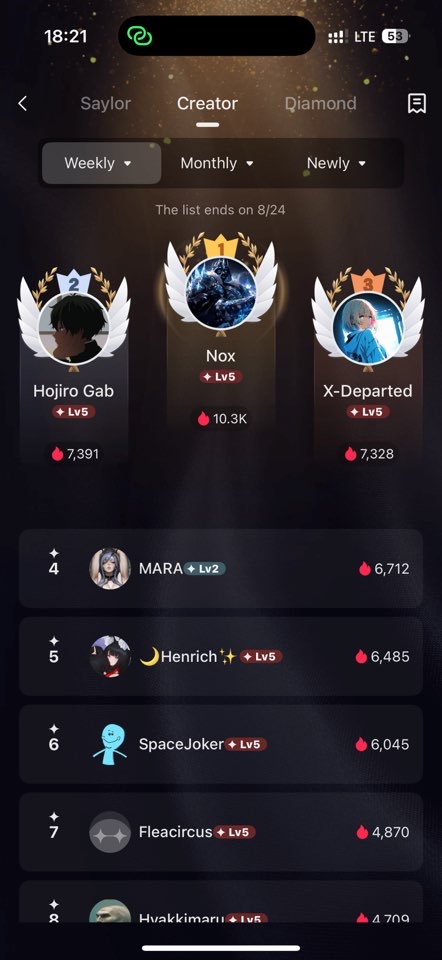 18:21 LTE 53
Saylor Creator Diamond
Weekly Monthly Newly
The list ends on 8/24
1
2
3
Nox
Lv5
Hojiro Gab
X-Departed
Lv5
Lv5
10.3K
7,391
7,328
4 MARA Lv2 6,712
5 🌙Henrich✨ Lv5 6,485
6 SpaceJoker Lv5 6,045
7 Fleacircus Lv5 4,870
8 Hyakkimaru Lv5 4,709